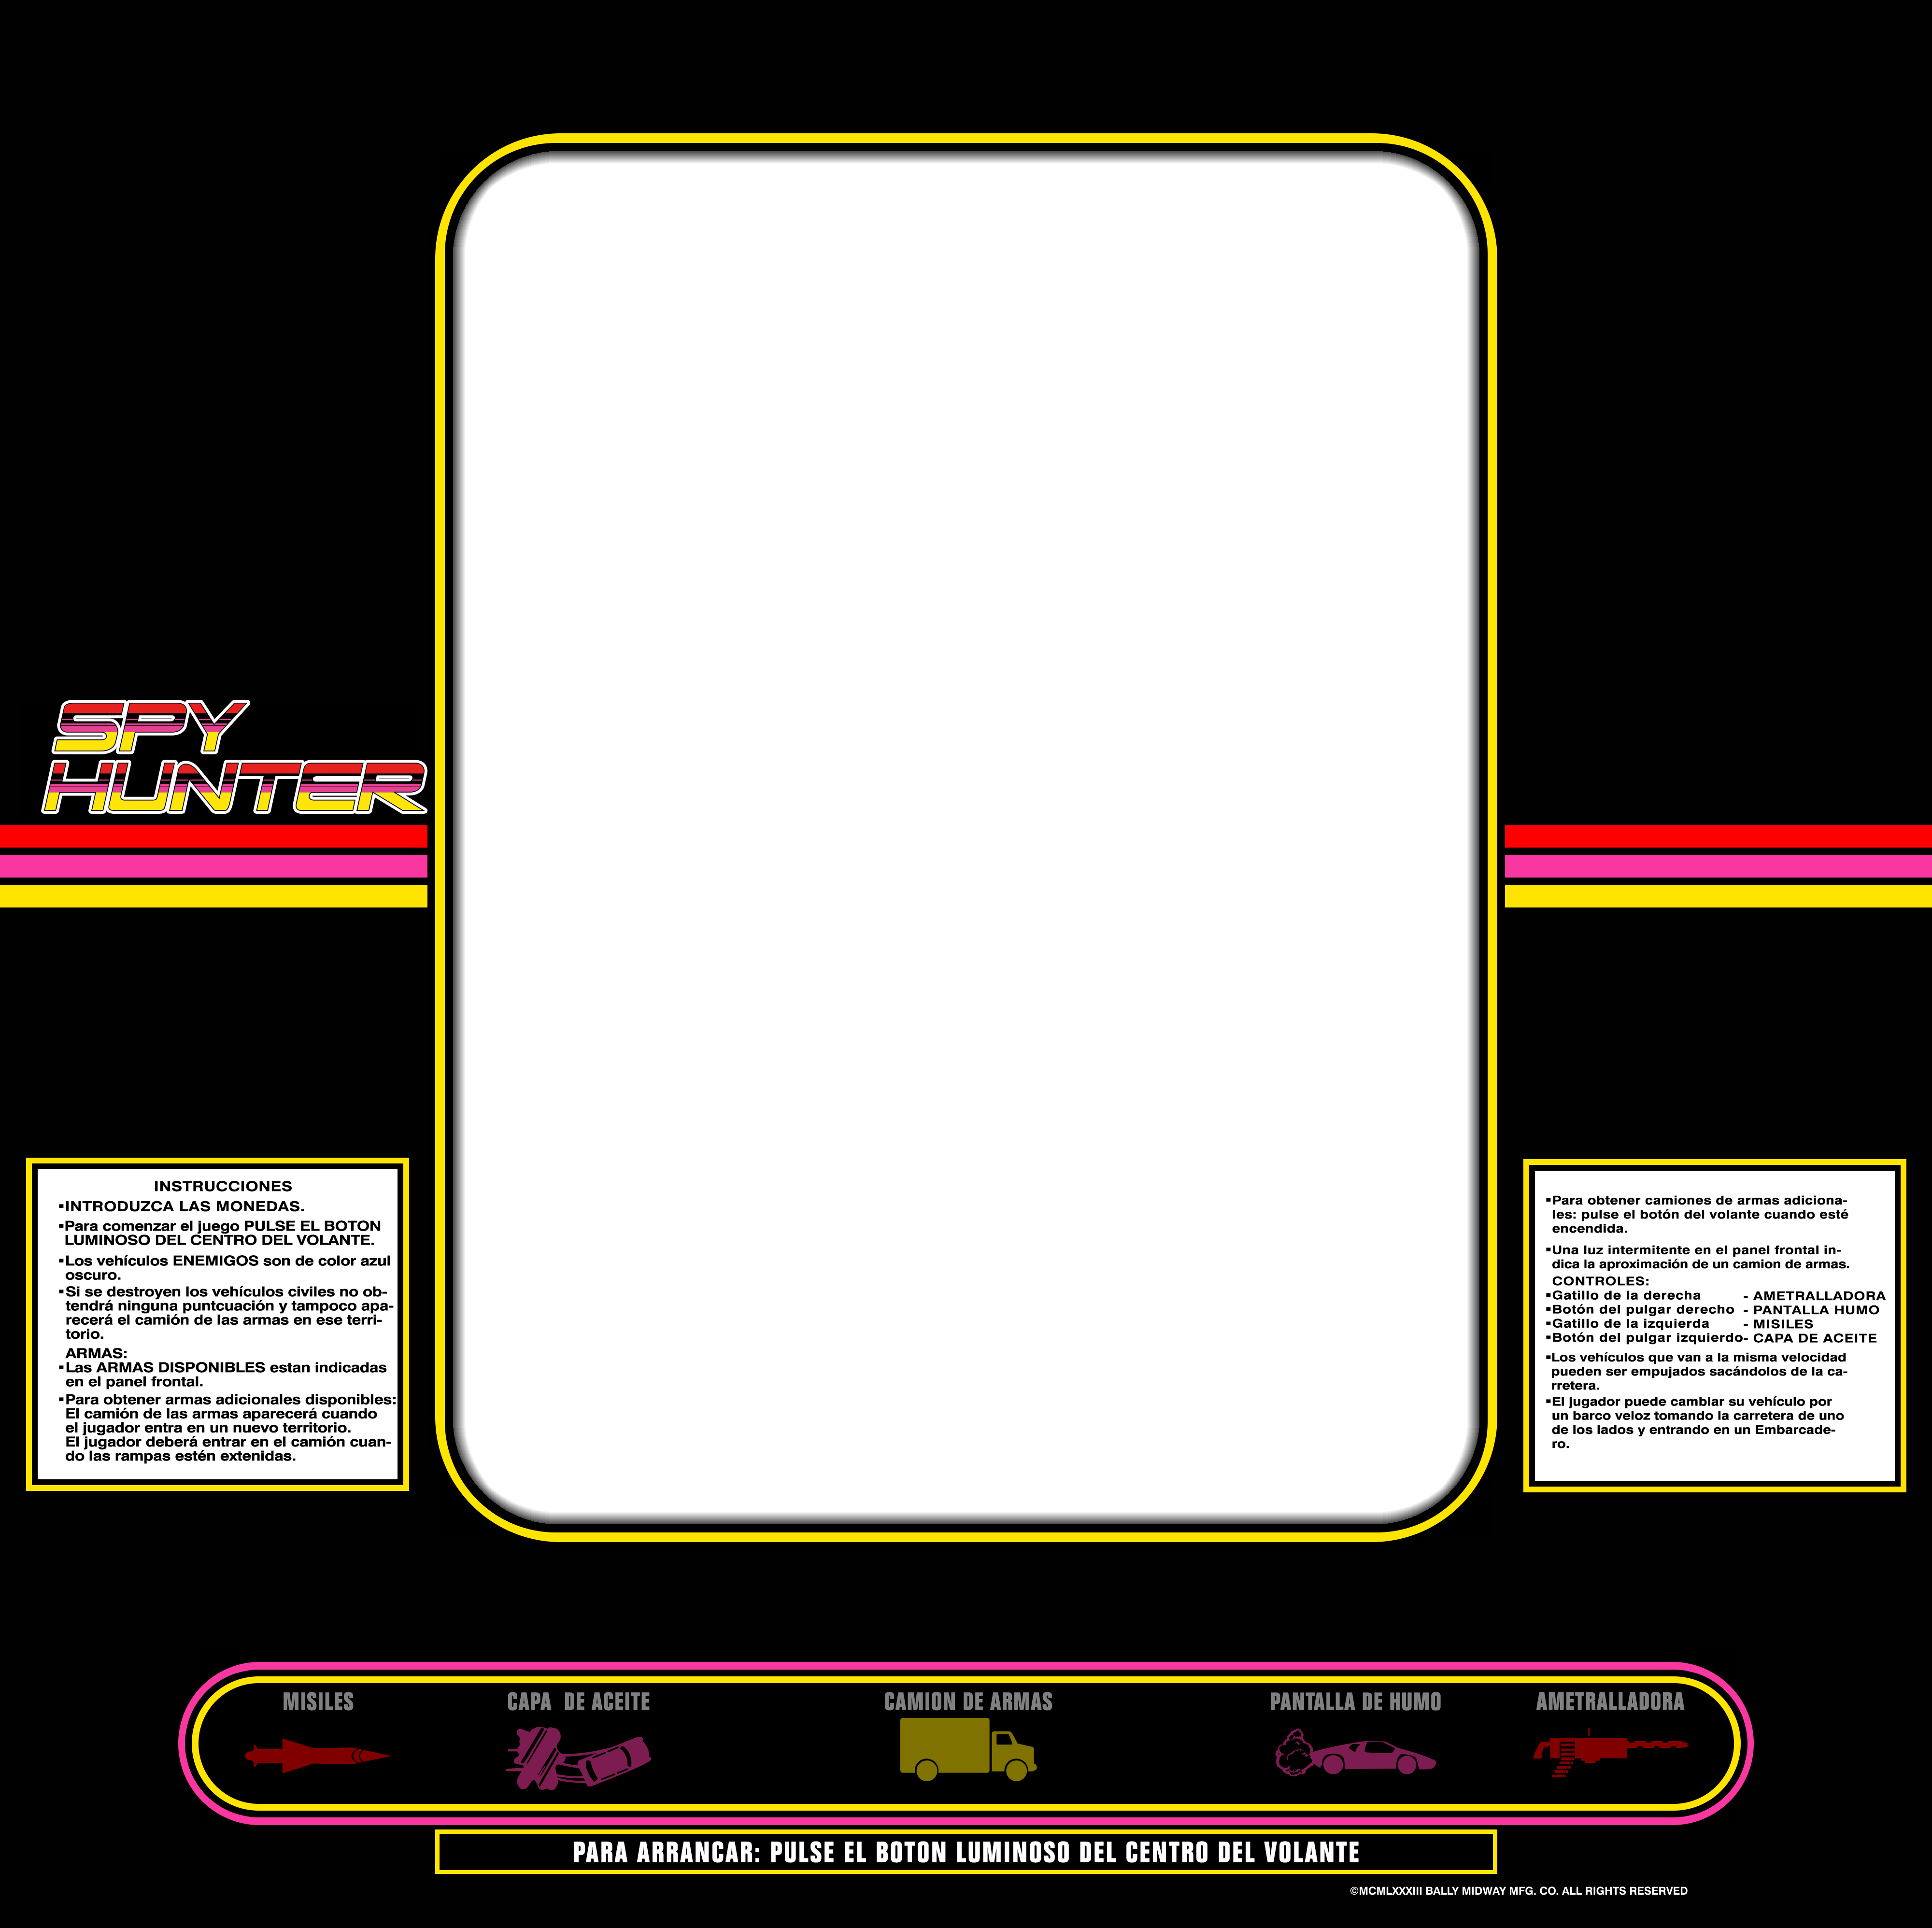 SPY
HUNTER
INSTRUCCIONES
▪INTRODUZCA LAS MONEDAS.
▪Para comenzar el juego PULSE EL BOTON
LUMINOSO DEL CENTRO DEL VOLANTE.
▪Los vehículos ENEMIGOS son de color azul
oscuro.
▪Si se destroyen los vehículos civiles no ob-
tendrá ninguna puntcuación y tampoco apa-
recerá el camión de las armas en ese terri-
torio.
ARMAS:
▪Las ARMAS DISPONIBLES estan indicadas
en el panel frontal.
▪Para obtener armas adicionales disponibles:
El camión de las armas aparecerá cuando
el jugador entra en un nuevo territorio.
El jugador deberá entrar en el camión cuan-
do las rampas estén extenidas.
▪Para obtener camiones de armas adiciona-
les: pulse el botón del volante cuando esté
encendida.
▪Una luz intermitente en el panel frontal in-
dica la aproximación de un camion de armas.
CONTROLES:
▪Gatillo de la derecha - AMETRALLADORA
▪Botón del pulgar derecho - PANTALLA HUMO
▪Gatillo de la izquierda - MISILES
▪Botón del pulgar izquierdo- CAPA DE ACEITE
▪Los vehículos que van a la misma velocidad
pueden ser empujados sacándolos de la ca-
rretera.
▪El jugador puede cambiar su vehículo por
un barco veloz tomando la carretera de uno
de los lados y entrando en un Embarcade-
ro.
MISILES
CAPA DE ACEITE
CAMION DE ARMAS
PANTALLA DE HUMO
AMETRALLADORA
PARA ARRANCAR: PULSE EL BOTON LUMINOSO DEL CENTRO DEL VOLANTE
©MCMLXXXIII BALLY MIDWAY MFG. CO. ALL RIGHTS RESERVED